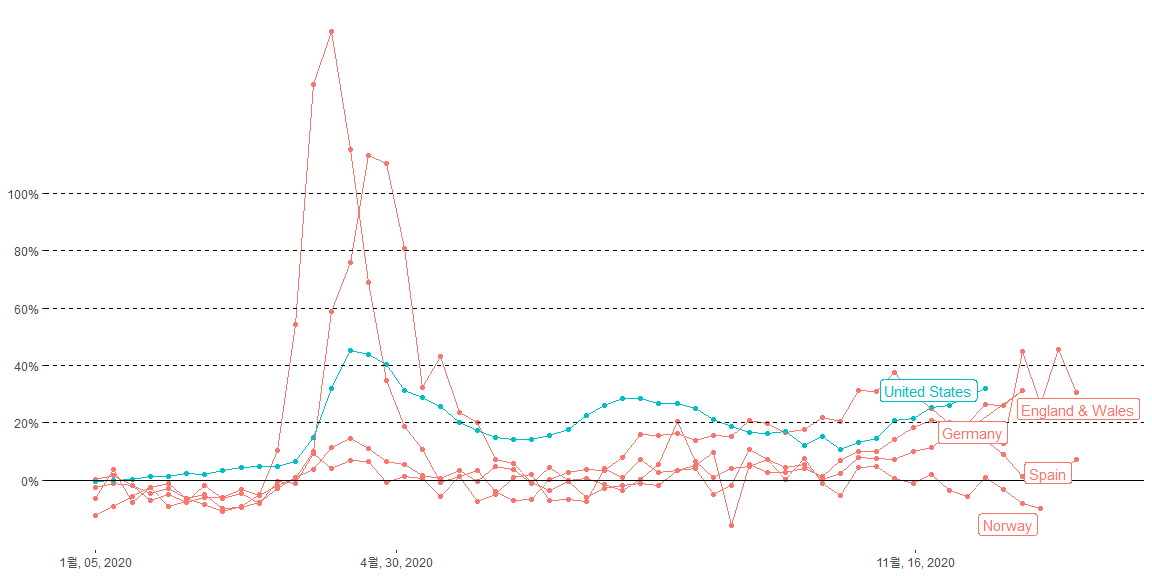 100%
80%
60%
40%
20%
0%
United States
England & Wales
Germany
Spain
Norway
1월, 05, 2020
4월, 30, 2020
11월, 16, 2020